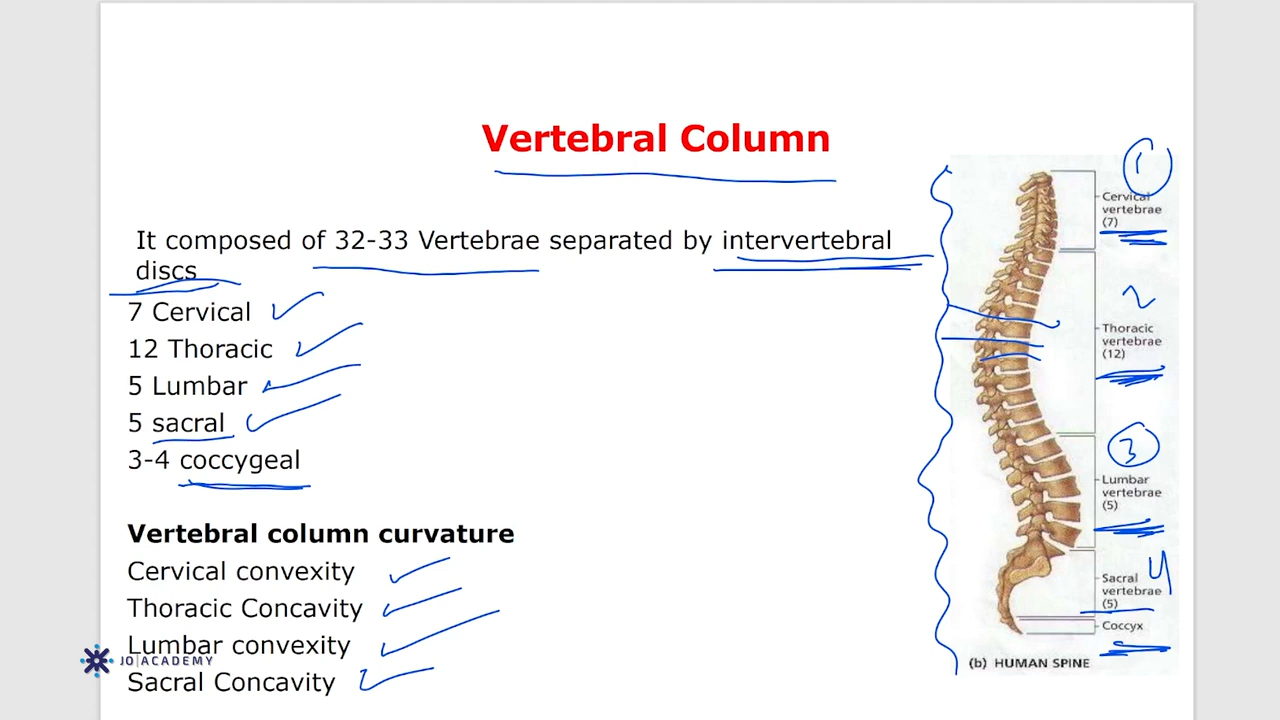 Vertebral Column
It composed of 32-33 Vertebrae separated by intervertebral
discs
7 Cervical
12 Thoracic
5 Lumbar
5 sacral
3-4 coccygeal
Vertebral column curvature
Cervical convexity
Thoracic Concavity
Lumbar convexity
Sacral Concavity
JO ACADEMY
1
Cervical
vertebrae
(7)
2
Thoracic
vertebrae
(12)
3
Lumbar
vertebrae
(5)
4
Sacral
vertebrae
(5)
Coccyx
(b) HUMAN SPINE